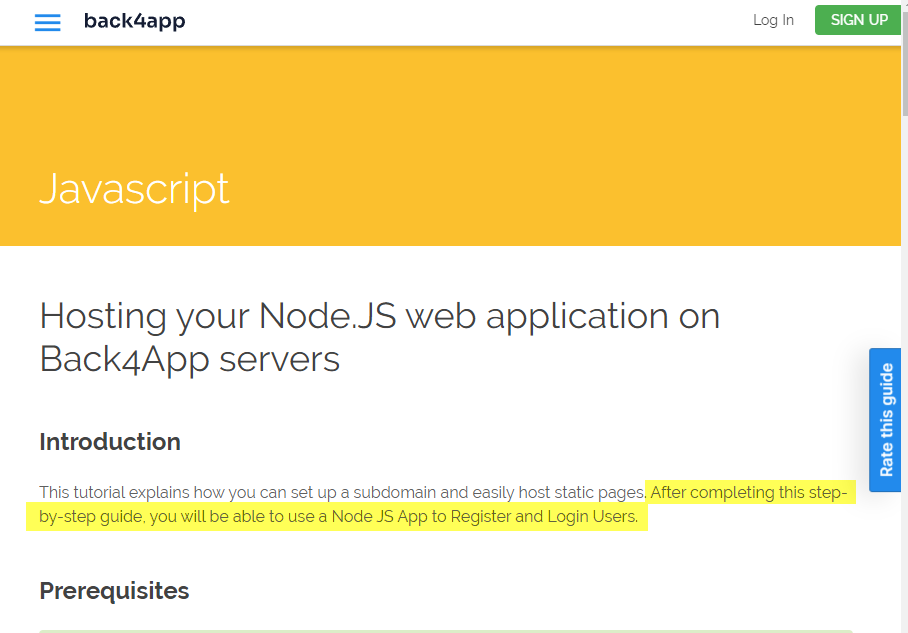 back4app
Log In
SIGN UP
Javascript
Hosting your Node.JS web application on
Back4App servers
Rate this guide
Introduction
This tutorial explains how you can set up a subdomain and easily host static pages. After completing this step-
by-step guide, you will be able to use a Node JS App to Register and Login Users.
Prerequisites